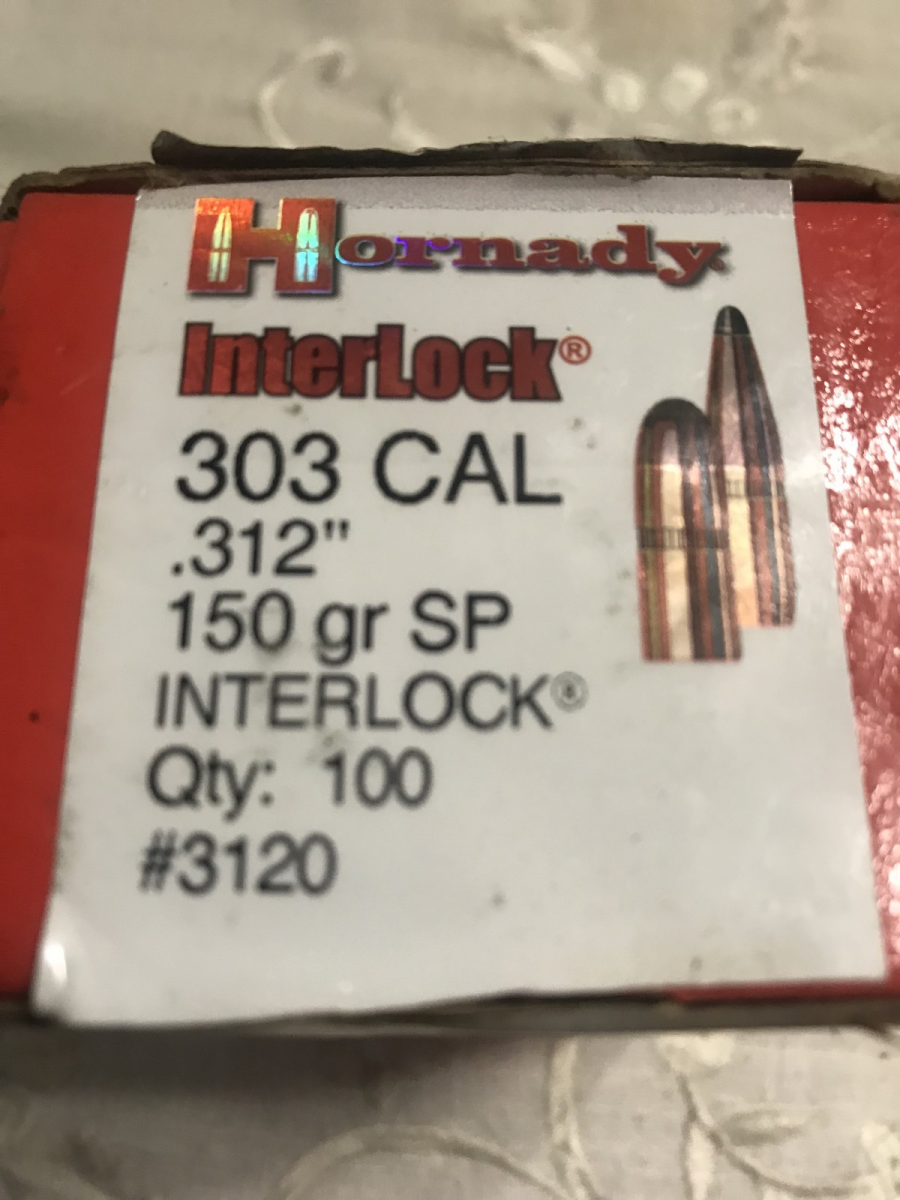 Hornady
InterLock®
303 CAL
.312"
150 gr SP
INTERLOCK®
Qty: 100
#3120